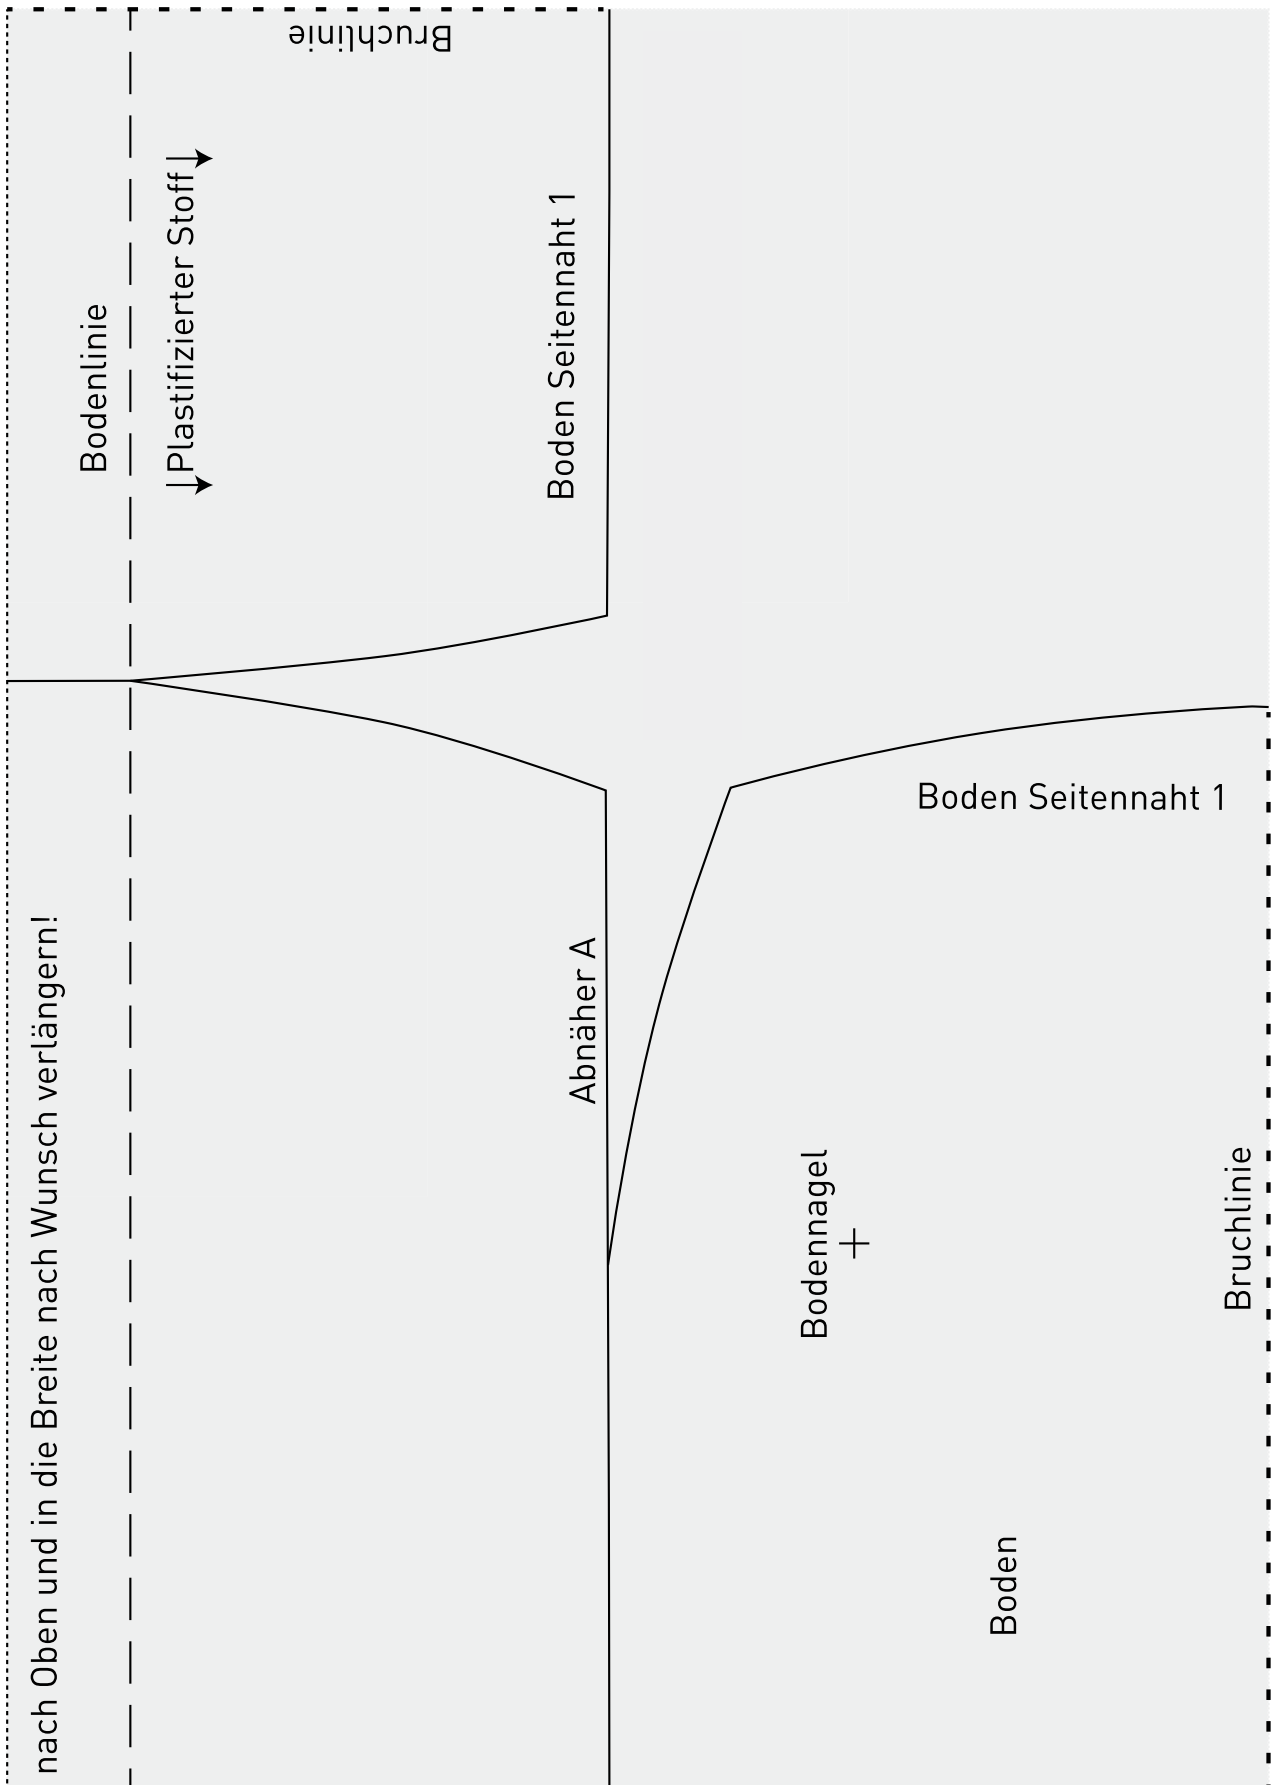 Bruchlinie
Bodenlinie
Plastifizierter Stoff
Boden Seitennaht 1
Boden Seitennaht 1
nach Oben und in die Breite nach Wunsch verlängern!
Abnäher A
Bodennagel
Bruchlinie
Boden